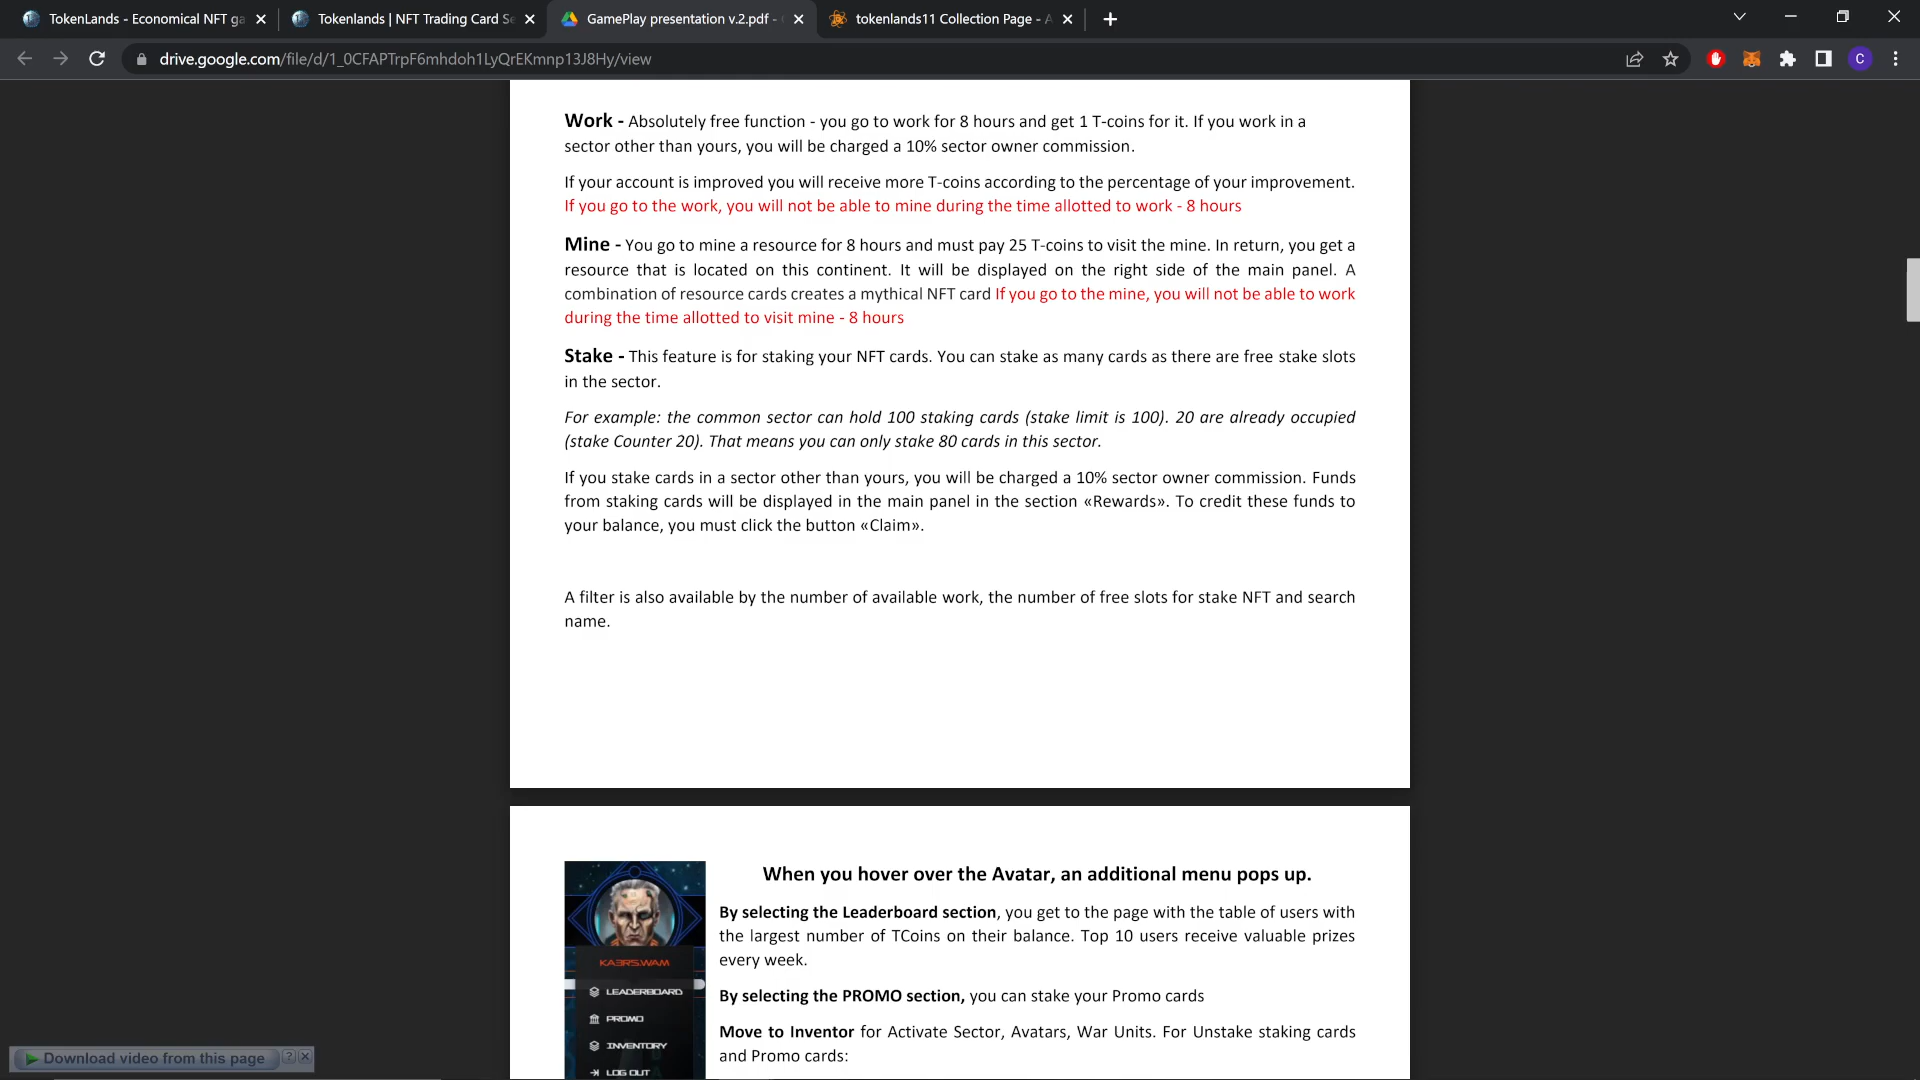 TokenLands - Economical NFT ga
Tokenlands | NFT Trading Card Se
GamePlay presentation v.2.pdf -
tokenlands11 Collection Page - A
drive.google.com/file/d/1_0CFAPTrpF6mhdoh1LyQrEKmnp13J8Hy/view
C
Work - Absolutely free function - you go to work for 8 hours and get 1 T-coins for it. If you work in a
sector other than yours, you will be charged a 10% sector owner commission.
If your account is improved you will receive more T-coins according to the percentage of your improvement.
If you go to the work, you will not be able to mine during the time allotted to work - 8 hours
Mine - You go to mine a resource for 8 hours and must pay 25 T-coins to visit the mine. In return, you get a
resource that is located on this continent. It will be displayed on the right side of the main panel. A
combination of resource cards creates a mythical NFT card If you go to the mine, you will not be able to work
during the time allotted to visit mine - 8 hours
Stake - This feature is for staking your NFT cards. You can stake as many cards as there are free stake slots
in the sector.
For example: the common sector can hold 100 staking cards (stake limit is 100). 20 are already occupied
(stake Counter 20). That means you can only stake 80 cards in this sector.
If you stake cards in a sector other than yours, you will be charged a 10% sector owner commission. Funds
from staking cards will be displayed in the main panel in the section «Rewards». To credit these funds to
your balance, you must click the button «Claim».
A filter is also available by the number of available work, the number of free slots for stake NFT and search
name.
When you hover over the Avatar, an additional menu pops up.
By selecting the Leaderboard section, you get to the page with the table of users with
the largest number of TCoins on their balance. Top 10 users receive valuable prizes
every week.
By selecting the PROMO section, you can stake your Promo cards
Move to Inventor for Activate Sector, Avatars, War Units. For Unstake staking cards
and Promo cards:
KAERS.WAM
LEADERBOARD
PROMO
INVENTORY
LOG OUT
Download video from this page